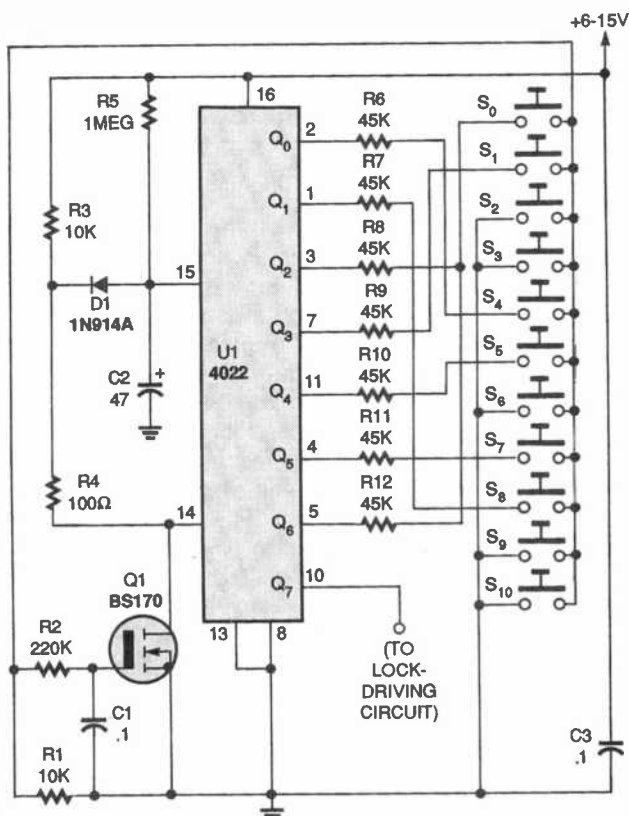 +6-15V
R5
1MEG
16
R3
10K
D1
1N914A
15
C2
+
47
R4
100Ω
14
Q1
BS170
R2
220K
C1
.1
R1
10K
U1
4022
13
8
Q0
2
Q1
1
Q2
3
Q3
7
Q4
11
Q5
4
Q6
5
Q7
10
R6
45K
R7
45K
R8
45K
R9
45K
R10
45K
R11
45K
R12
45K
(TO
LOCK-
DRIVING
CIRCUIT)
S0
S1
S2
S3
S4
S5
S6
S7
S8
S9
S10
C3
.1